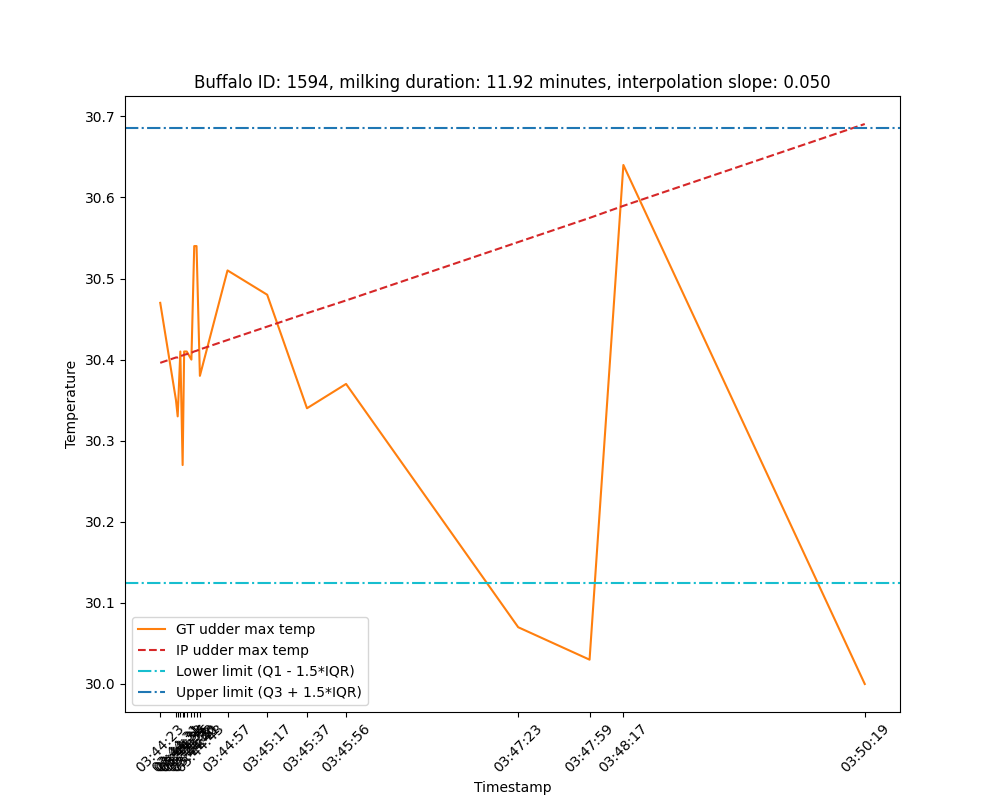 Buffalo ID: 1594, milking duration: 11.92 minutes, interpolation slope: 0.050
Temperature
30.7
30.6
30.5
30.4
30.3
30.2
30.1
30.0
GT udder max temp
IP udder max temp
Lower limit (Q1 - 1.5*IQR)
Upper limit (Q3 + 1.5*IQR)
03:44:23
03:44:57
03:45:17
03:45:37
03:45:56
03:47:23
03:47:59
03:48:17
03:50:19
Timestamp